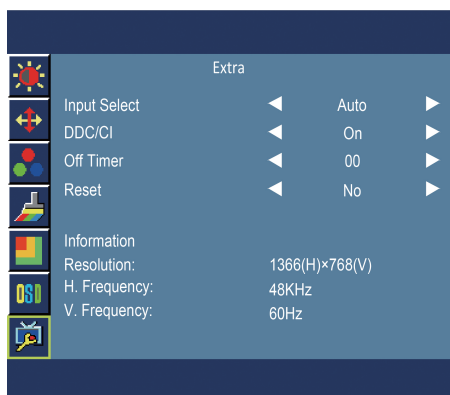 Extra
Input Select Auto
DDC/CI On
Off Timer 00
Reset No
Information
Resolution: 1366(H)×768(V)
H. Frequency: 48KHz
V. Frequency: 60Hz
OSD